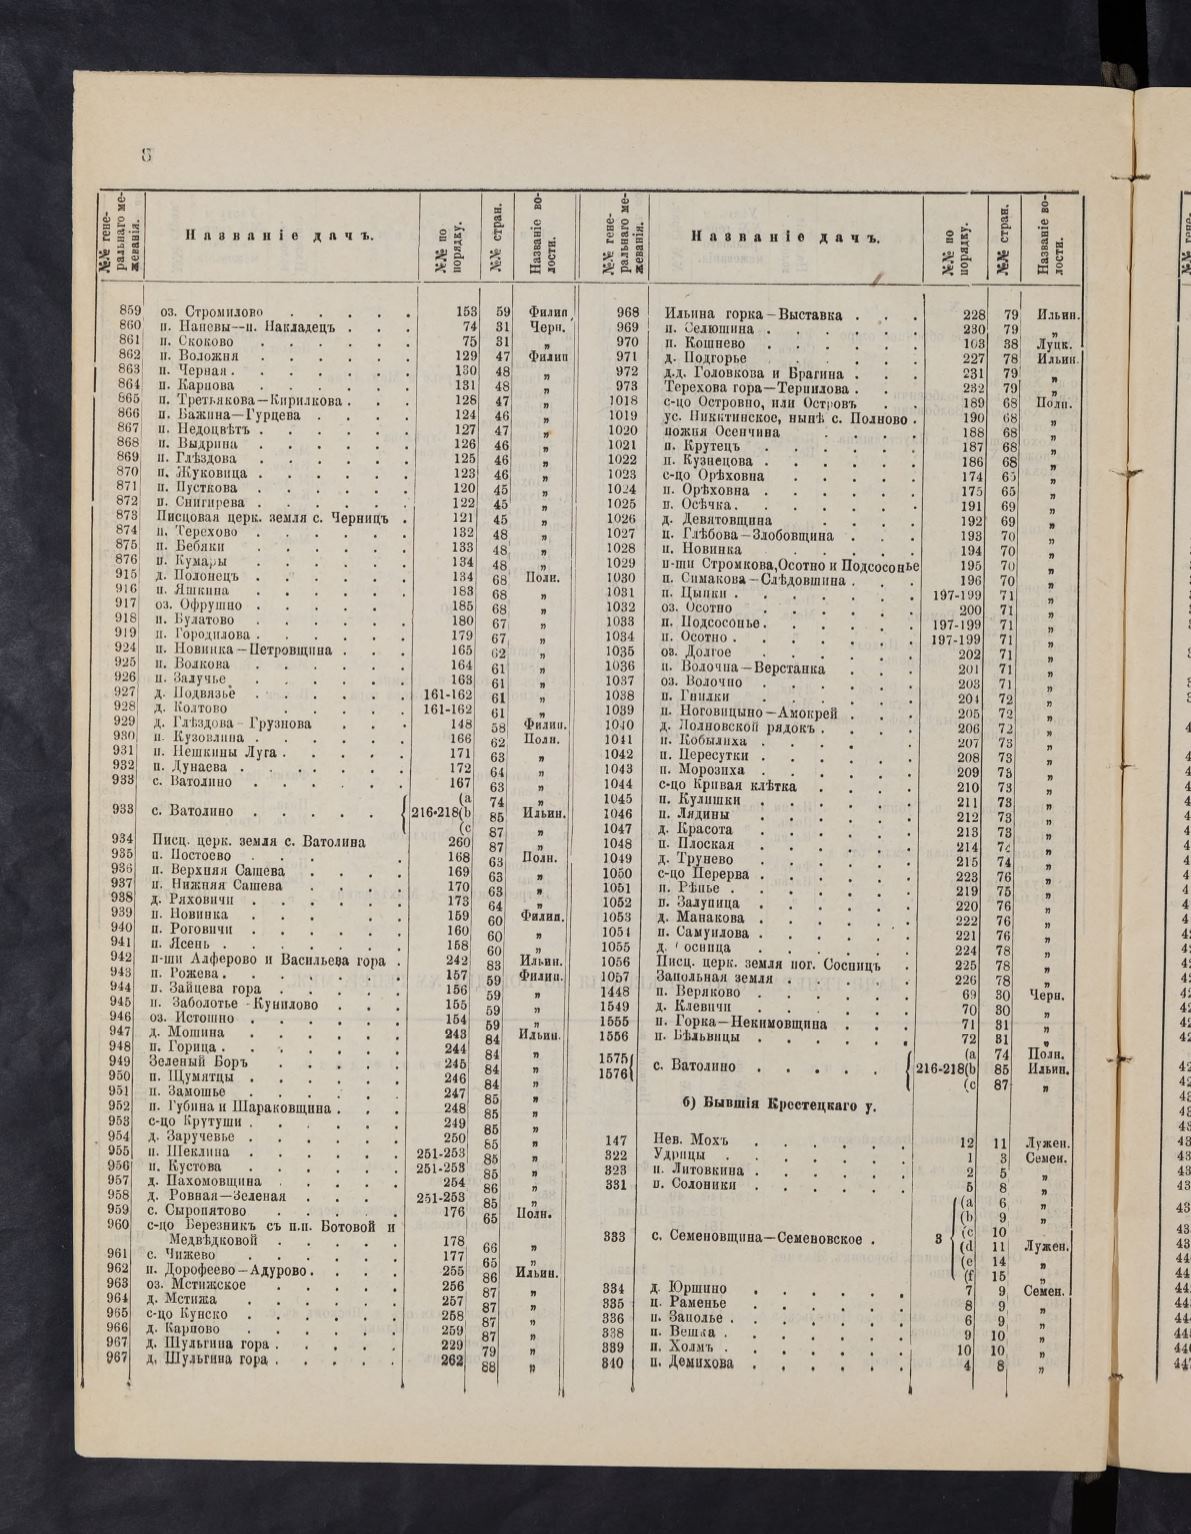 8
№№ гене-
ральнаго ме-
жеванія.
Названіе дачъ.
№№ по
порядку.
№№ стран.
Названіе во-
лости.
859 оз. Стромилово . . . . 153 59 Филип.
860 п. Паневы—п. Накладецъ . . . 74 31 Черн.
861 п. Скоково . . . . . 75 31 „
862 п. Воложня . . . . . 129 47 Филип
863 п. Черная . . . . . . 130 48 „
864 п. Карпова . . . . . 131 48 „
865 п. Третьякова—Кирилкова . . . 128 47 „
866 п. Бажина—Гурцева . . . . 124 46 „
867 п. Недоцвѣтъ . . . . . 127 47 „
868 п. Выдрина . . . . . 126 46 „
869 п. Глѣздова . . . . . 125 46 „
870 п. Жуковица . . . . . 123 46 „
871 п. Пусткова . . . . . 120 45 „
872 п. Снигирева . . . . . 122 45 „
873 Писцовая церк. земля с. Черницъ . 121 45 „
874 п. Терехово . . . . . 132 48 „
875 п. Бебяки . . . . . 133 48 „
876 п. Кумары . . . . . 134 48 „
915 д. Полонецъ . . . . . 134 68 Полн.
916 п. Яшкина . . . . . 183 68 „
917 оз. Офрушно . . . . . 185 68 „
918 п. Булатово . . . . . 180 67 „
919 п. Городилова . . . . . 179 67 „
924 п. Новинка—Петровщина . . . 165 62 „
925 п. Волкова . . . . . 164 61 „
926 п. Залучье . . . . . 163 61 „
927 д. Подвязье . . . . . 161-162 61 „
928 д. Колтово . . . . 161-162 61 „
929 д. Глѣздова—Грузнова . . . 148 58 Филип.
930 п. Кузовлина . . . . . 166 62 Полн.
931 п. Пешкины Луга . . . . 171 63 „
932 п. Дунаева . . . . . . 172 64 „
933 с. Ватолино . . . . . 167 63 „
933 с. Ватолино . . . . . { 216-218 (a 74 „
(b 85 Ильин.
(c 87 „
934 Писц. церк. земля с. Ватолина 260 87 „
935 п. Постоево . . . . 168 63 Полн.
936 п. Верхняя Сашева . . . . 169 63 „
937 п. Нижняя Сашева . . . . 170 63 „
938 д. Ряховичи . . . . . 173 64 „
939 п. Новинка . . . . . 159 60 Филип.
940 п. Роговичи . . . . . 160 60 „
941 п. Ясень . . . . . . 158 60 „
942 п-ши Алферово и Васильева гора . 242 83 Ильин.
943 п. Рожева . . . . . . 157 59 Филип.
944 п. Зайцева гора . . . . 156 59 „
945 п. Заболотье—Кунилово . . . 155 59 „
946 оз. Истошно . . . . . 154 59 „
947 д. Мошина . . . . . 243 84 Ильин.
948 п. Горица . . . . . . 244 84 „
949 Зеленый Боръ . . . . 245 84 „
950 п. Щумятцы . . . . . 246 84 „
951 п. Замошье . . . . . 247 85 „
952 п. Губина и Шараковщина . . . 248 85 „
953 с-цо Крутуши . . . . . 249 85 „
954 д. Заручевье . . . . . 250 85 „
955 п. Шеклина . . . . . 251-253 85 „
956 п. Кустова . . . . . 251-253 85 „
957 д. Пахомовщина . . . . 254 86 „
958 д. Ровная—Зеленая . . . 251-253 85 „
959 с. Сыропятово . . . . 176 65 Полн.
960 с-цо Березникъ съ п.п. Ботовой и
Медвѣдковой . . . . . 178 66 „
961 с. Чижево . . . . . 177 65 „
962 п. Дорофеево—Адурово . . . . 255 86 Ильин.
963 оз. Мстижское . . . . 256 87 „
964 д. Мстижа . . . . . 257 87 „
965 с-цо Кунско . . . . . 258 87 „
966 д. Карпово . . . . . 259 87 „
967 д. Шульгина гора . . . . . 229 79 „
967 д. Шульгина гора . . . . . 262 88 „
№№ гене-
ральнаго ме-
жеванія.
Названіе дачъ.
№№ по
порядку.
№№ стран.
Названіе во-
лости.
968 Ильина горка—Выставка . . . 228 79 Ильин.
969 п. Селюшина . . . . . 230 79 „
970 п. Кошнево . . . . . 103 38 Луцк.
971 д. Подгорье . . . . . 227 78 Ильин.
972 д.д. Головкова и Брагина . . . 231 79 „
973 Терехова гора—Терпилова . . 232 79 „
1018 с-цо Островно, или Островъ . . 189 68 Полн.
1019 ус. Никитинское, нынѣ с. Полново . 190 68 „
1020 пожня Осенчина . . . . 188 68 „
1021 п. Крутецъ . . . . . 187 68 „
1022 п. Кузнецова . . . . . 186 68 „
1023 с-цо Орѣховна . . . . 174 65 „
1024 п. Орѣховна . . . . . 175 65 „
1025 п. Осѣчка . . . . . . 191 69 „
1026 д. Девятовщина . . . . 192 69 „
1027 п. Глѣбова—Злобовщина . . . 193 70 „
1028 п. Новинка . . . . 194 70 „
1029 п-ши Стромкова, Осотно и Подсосонье 195 70 „
1030 п. Симакова—Слѣдовшина . . . 196 70 „
1031 п. Цыпки . . . . . . 197-199 71 „
1032 оз. Осотно . . . . . 200 71 „
1033 п. Подсосонье . . . . . 197-199 71 „
1034 п. Осотно . . . . . . 197-199 71 „
1035 оз. Долгое . . . . . 202 71 „
1036 п. Волочна—Верстанка . . . 201 71 „
1037 оз. Волочно . . . . . 203 71 „
1038 п. Гнилки . . . . . 204 72 „
1039 п. Ноговицыно—Амокрей . . . 205 72 „
1040 д. Полновской рядокъ . . . . 206 72 „
1041 п. Кобылиха . . . . . 207 73 „
1042 п. Пересутки . . . . . 208 73 „
1043 п. Морозиха . . . . . 209 73 „
1044 с-цо Кривая клѣтка . . . 210 73 „
1045 п. Кулишки . . . . . 211 73 „
1046 п. Лядины . . . . . 212 73 „
1047 д. Красота . . . . . 213 73 „
1048 п. Плоская . . . . . 214 „
1049 д. Трунево . . . . . 215 74 „
1050 с-цо Перерва . . . . . 223 76 „
1051 п. Рѣпье . . . . . . 219 75 „
1052 п. Залупица . . . . . 220 76 „
1053 д. Манакова . . . . . 222 76 „
1054 п. Самуилова . . . . . 221 76 „
1055 д. осница . . . . . 224 78 „
1056 Писц. церк. земля пог. Сосницъ . 225 78 „
1057 Запольная земля . . . . 226 78 „
1448 п. Веряково . . . . . 69 30 Черн.
1549 д. Клевичи . . . . . 70 30 „
1555 п. Горка—Некимовщина . . . 71 31 „
1556 п. Бѣльвицы . . . . . 72 31 „
1575
1576 } с. Ватолино . . . . . { 216-218 (a 74 Полн.
(b 85 Ильин.
(c 87 „
б) Бывшія Крестецкаго у.
147 Нев. Мохъ . . . . . 12 11 Лужен.
322 Удрицы . . . . . . 1 3 Семен.
323 п. Литовкина . . . . . 2 5 „
331 п. Солоники . . . . . 5 8 „
333 с. Семеновщина—Семеновское . 3 { (a 6 „
(b 9 „
(c 10
(d 11 Лужен.
(e 14 „
(f 15 „
334 д. Юршино . . . . . 7 9 Семен.
335 п. Раменье . . . . . 8 9 „
336 п. Заполье . . . . . . 6 9 „
338 п. Вешла . . . . . . 9 10 „
339 п. Холмъ . . . . . . 10 10 „
340 п. Демихова . . . . . 4 8 „